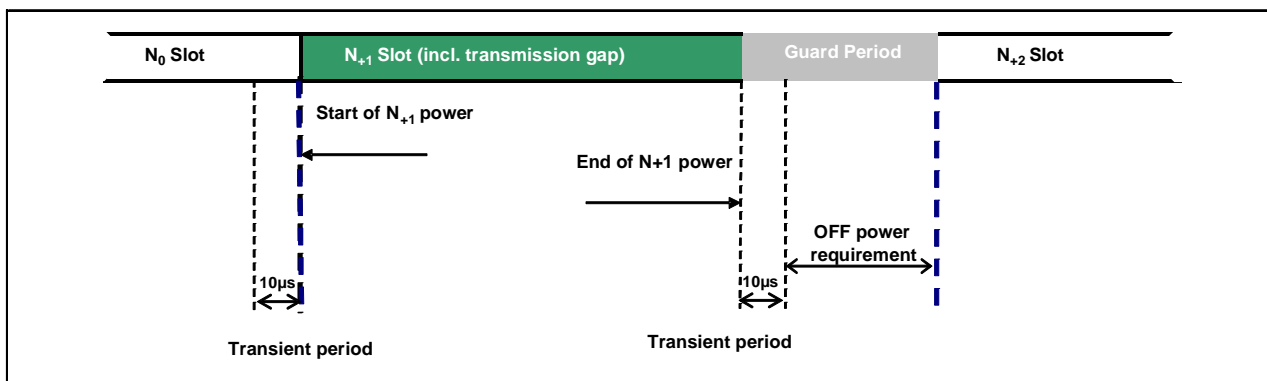 N0 Slot
N+1 Slot (incl. transmission gap)
Guard Period
N+2 Slot
Start of N+1 power
End of N+1 power
OFF power
requirement
10µs
10µs
Transient period
Transient period